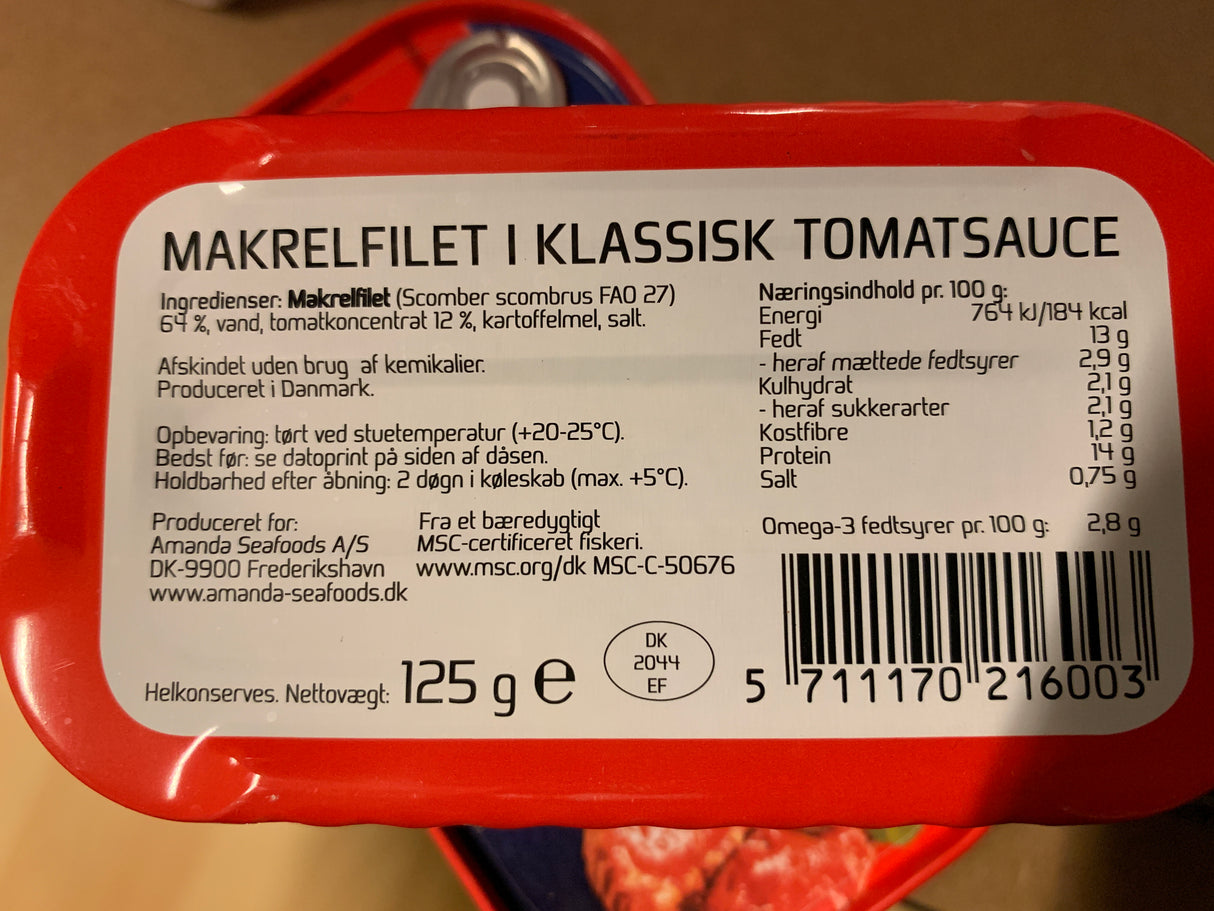 MAKRELFILET I KLASSISK TOMATSAUCE
Ingredienser: Makrelfilet (Scomber scombrus FAO 27)
64 %, vand, tomatkoncentrat 12 %, kartoffelmel, salt.
Afskindet uden brug af kemikalier.
Produceret i Danmark.
Opbevaring: tørt ved stuetemperatur (+20-25°C).
Bedst før: se datoprint på siden af dåsen.
Holdbarhed efter åbning: 2 døgn i køleskab (max. +5°C).
Produceret for:
Amanda Seafoods A/S
DK-9900 Frederikshavn
www.amanda-seafoods.dk
Fra et bæredygtigt
MSC-certificeret fiskeri.
www.msc.org/dk MSC-C-50676
Helkonserves. Nettovægt: 125 g e
DK
2044
EF
Næringsindhold pr. 100 g:
Energi 764 kJ/184 kcal
Fedt 13 g
- heraf mættede fedtsyrer 2,9 g
Kulhydrat 2,1 g
- heraf sukkerarter 2,1 g
Kostfibre 1,2 g
Protein 14 g
Salt 0,75 g
Omega-3 fedtsyrer pr. 100 g: 2,8 g
5 711170 216003